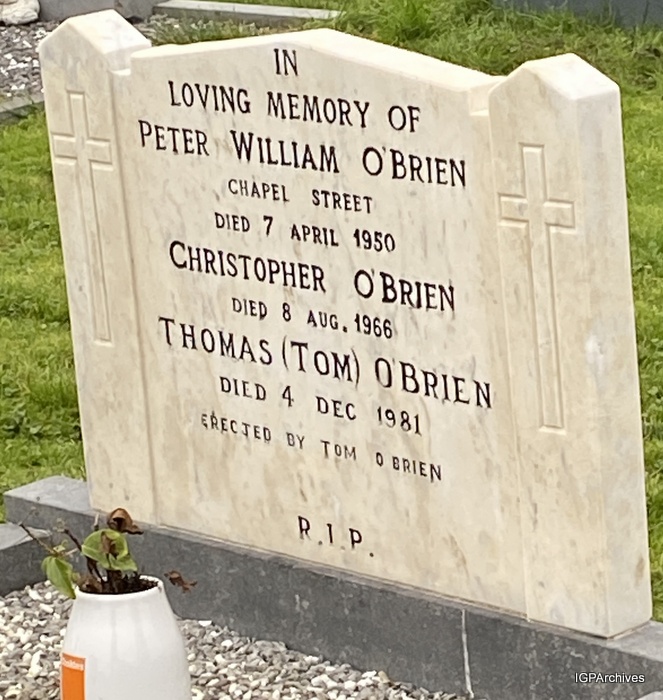 IN
LOVING MEMORY OF
PETER WILLIAM O'BRIEN
CHAPEL STREET
DIED 7 APRIL 1950
CHRISTOPHER O'BRIEN
DIED 8 AUG. 1966
THOMAS (TOM) O'BRIEN
DIED 4 DEC 1981
ERECTED BY TOM O BRIEN
R.I.P.
IGPArchives